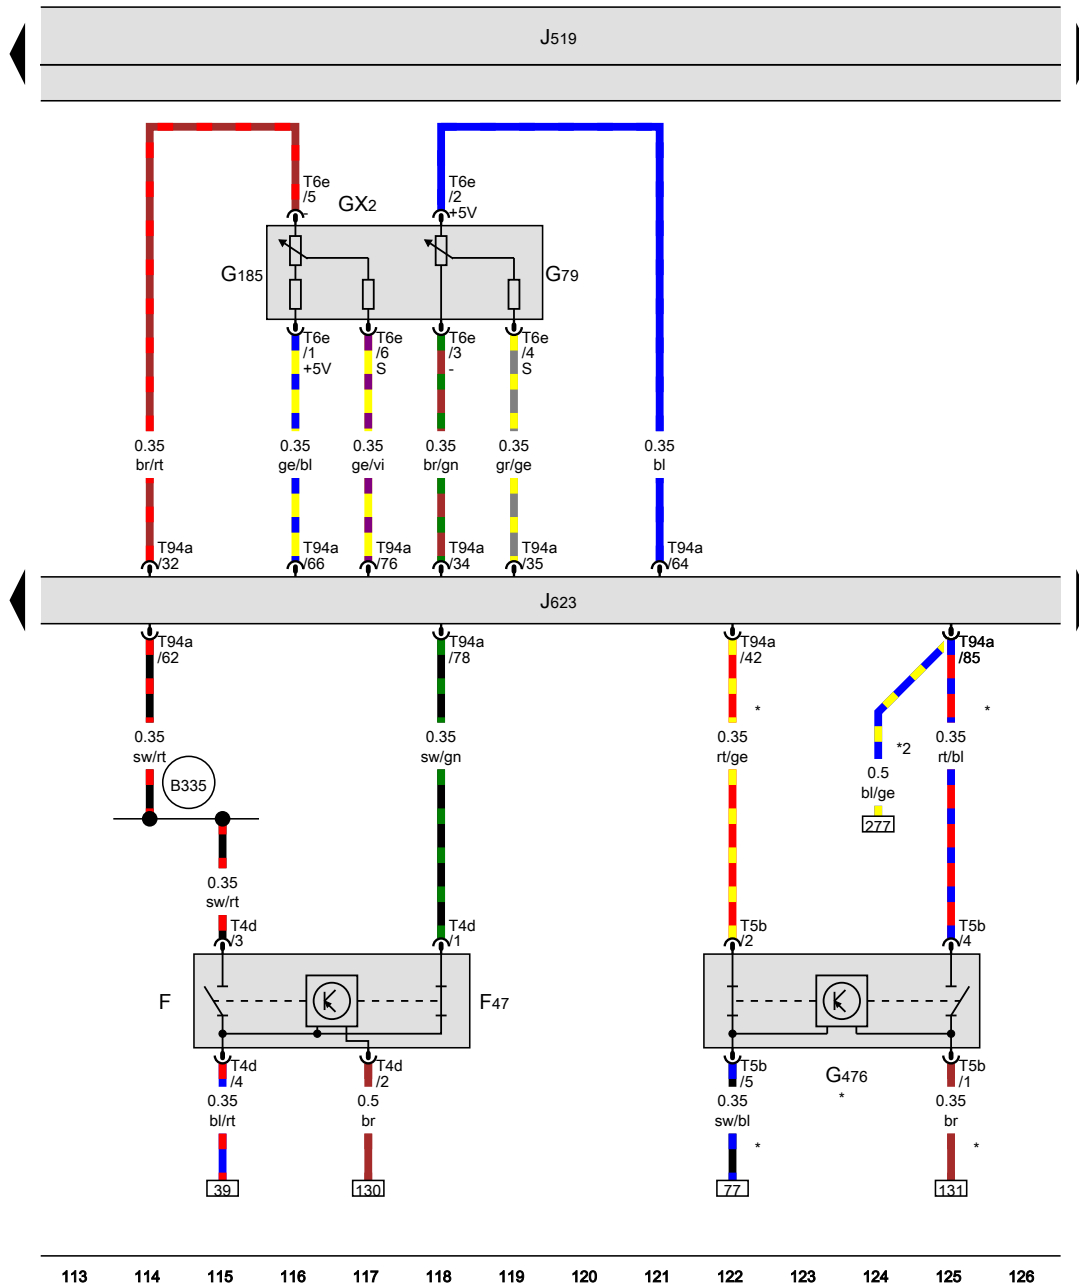 J519
T6e
/5
-
GX2
T6e
/2
+5V
G185
G79
T6e
/1
+5V
T6e
/6
S
T6e
/3
-
T6e
/4
S
0.35
br/rt
0.35
ge/bl
0.35
ge/vi
0.35
br/gn
0.35
gr/ge
0.35
bl
T94a
/32
T94a
/66
T94a
/76
T94a
/34
T94a
/35
T94a
/64
J623
T94a
/62
T94a
/78
T94a
/42
T94a
/85
*
*
0.35
sw/rt
0.35
sw/gn
0.35
rt/ge
*2
0.35
rt/bl
B335
0.5
bl/ge
277
0.35
sw/rt
T4d
/3
T4d
/1
T5b
/2
T5b
/4
F
F47
T4d
/4
T4d
/2
T5b
/5
G476
*
T5b
/1
0.35
bl/rt
0.5
br
0.35
sw/bl
0.35
br
*
*
39
130
77
131
113 114 115 116 117 118 119 120 121 122 123 124 125 126